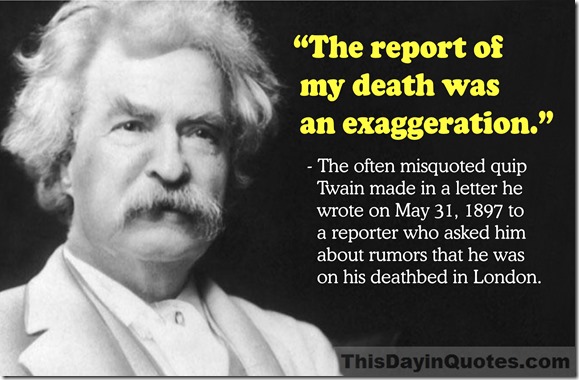 “The report of
my death was
an exaggeration.”
- The often misquoted quip
Twain made in a letter he
wrote on May 31, 1897 to
a reporter who asked him
about rumors that he was
on his deathbed in London.
ThisDayinQuotes.com